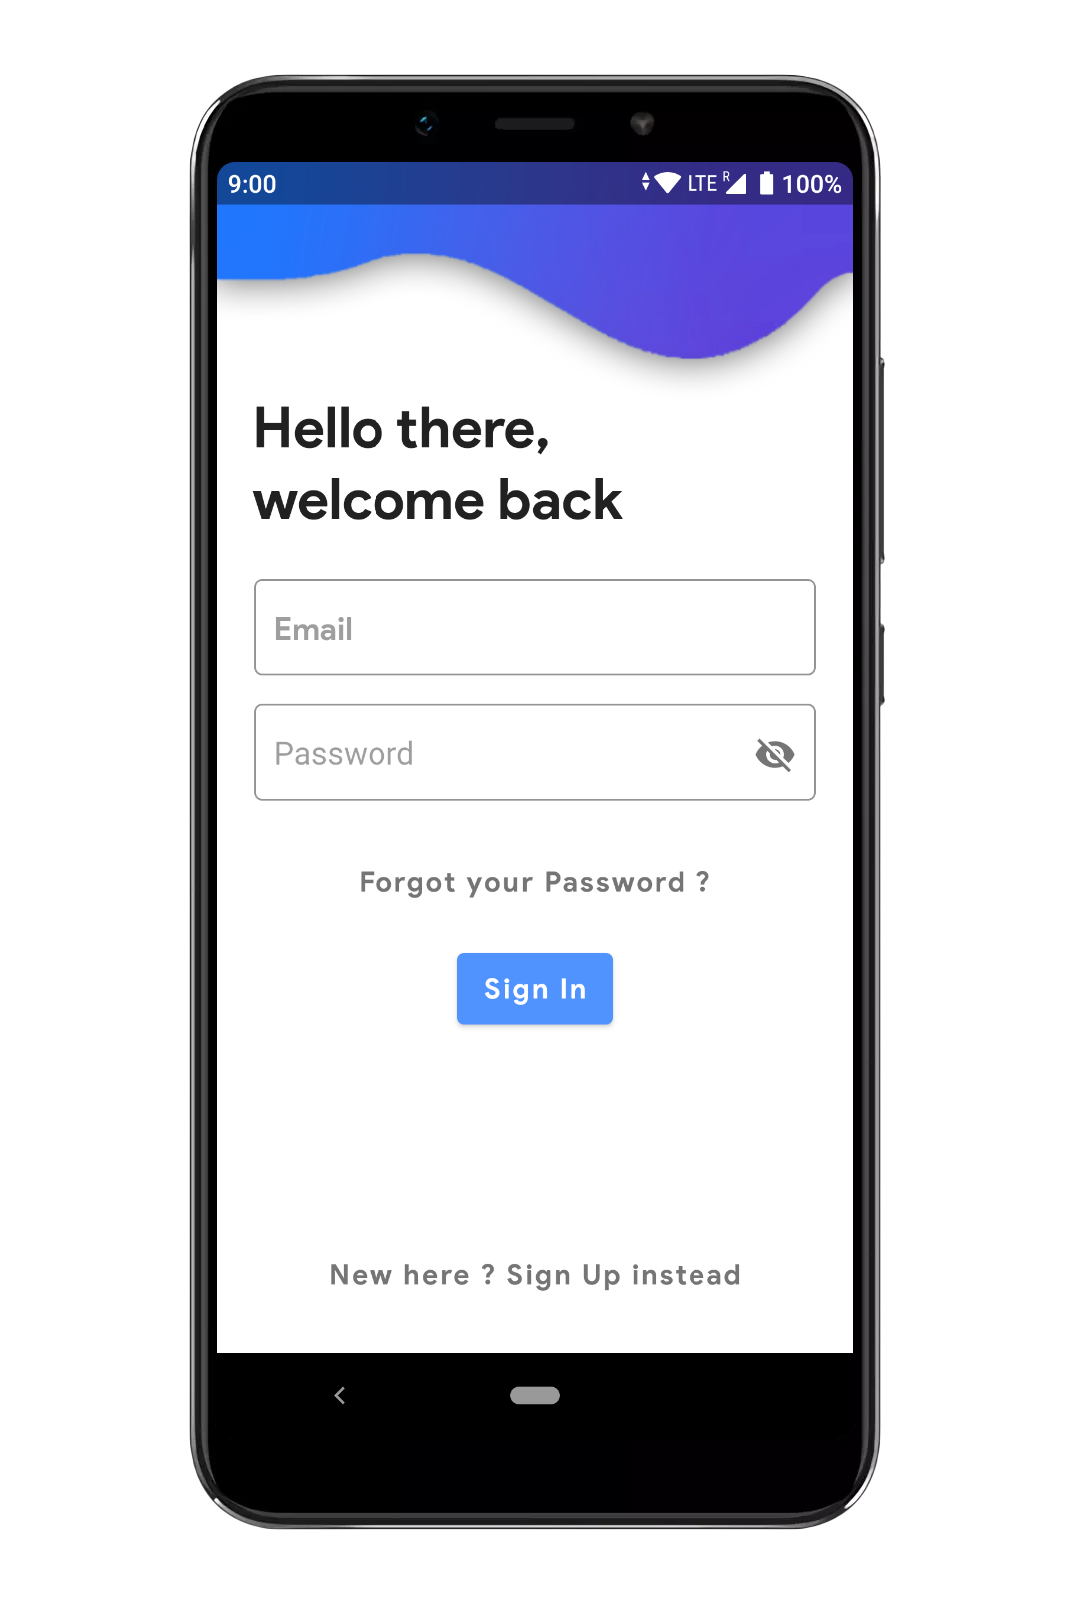 9:00 LTE R 100%
Hello there,
welcome back
Email
Password
Forgot your Password ?
Sign In
New here ? Sign Up instead